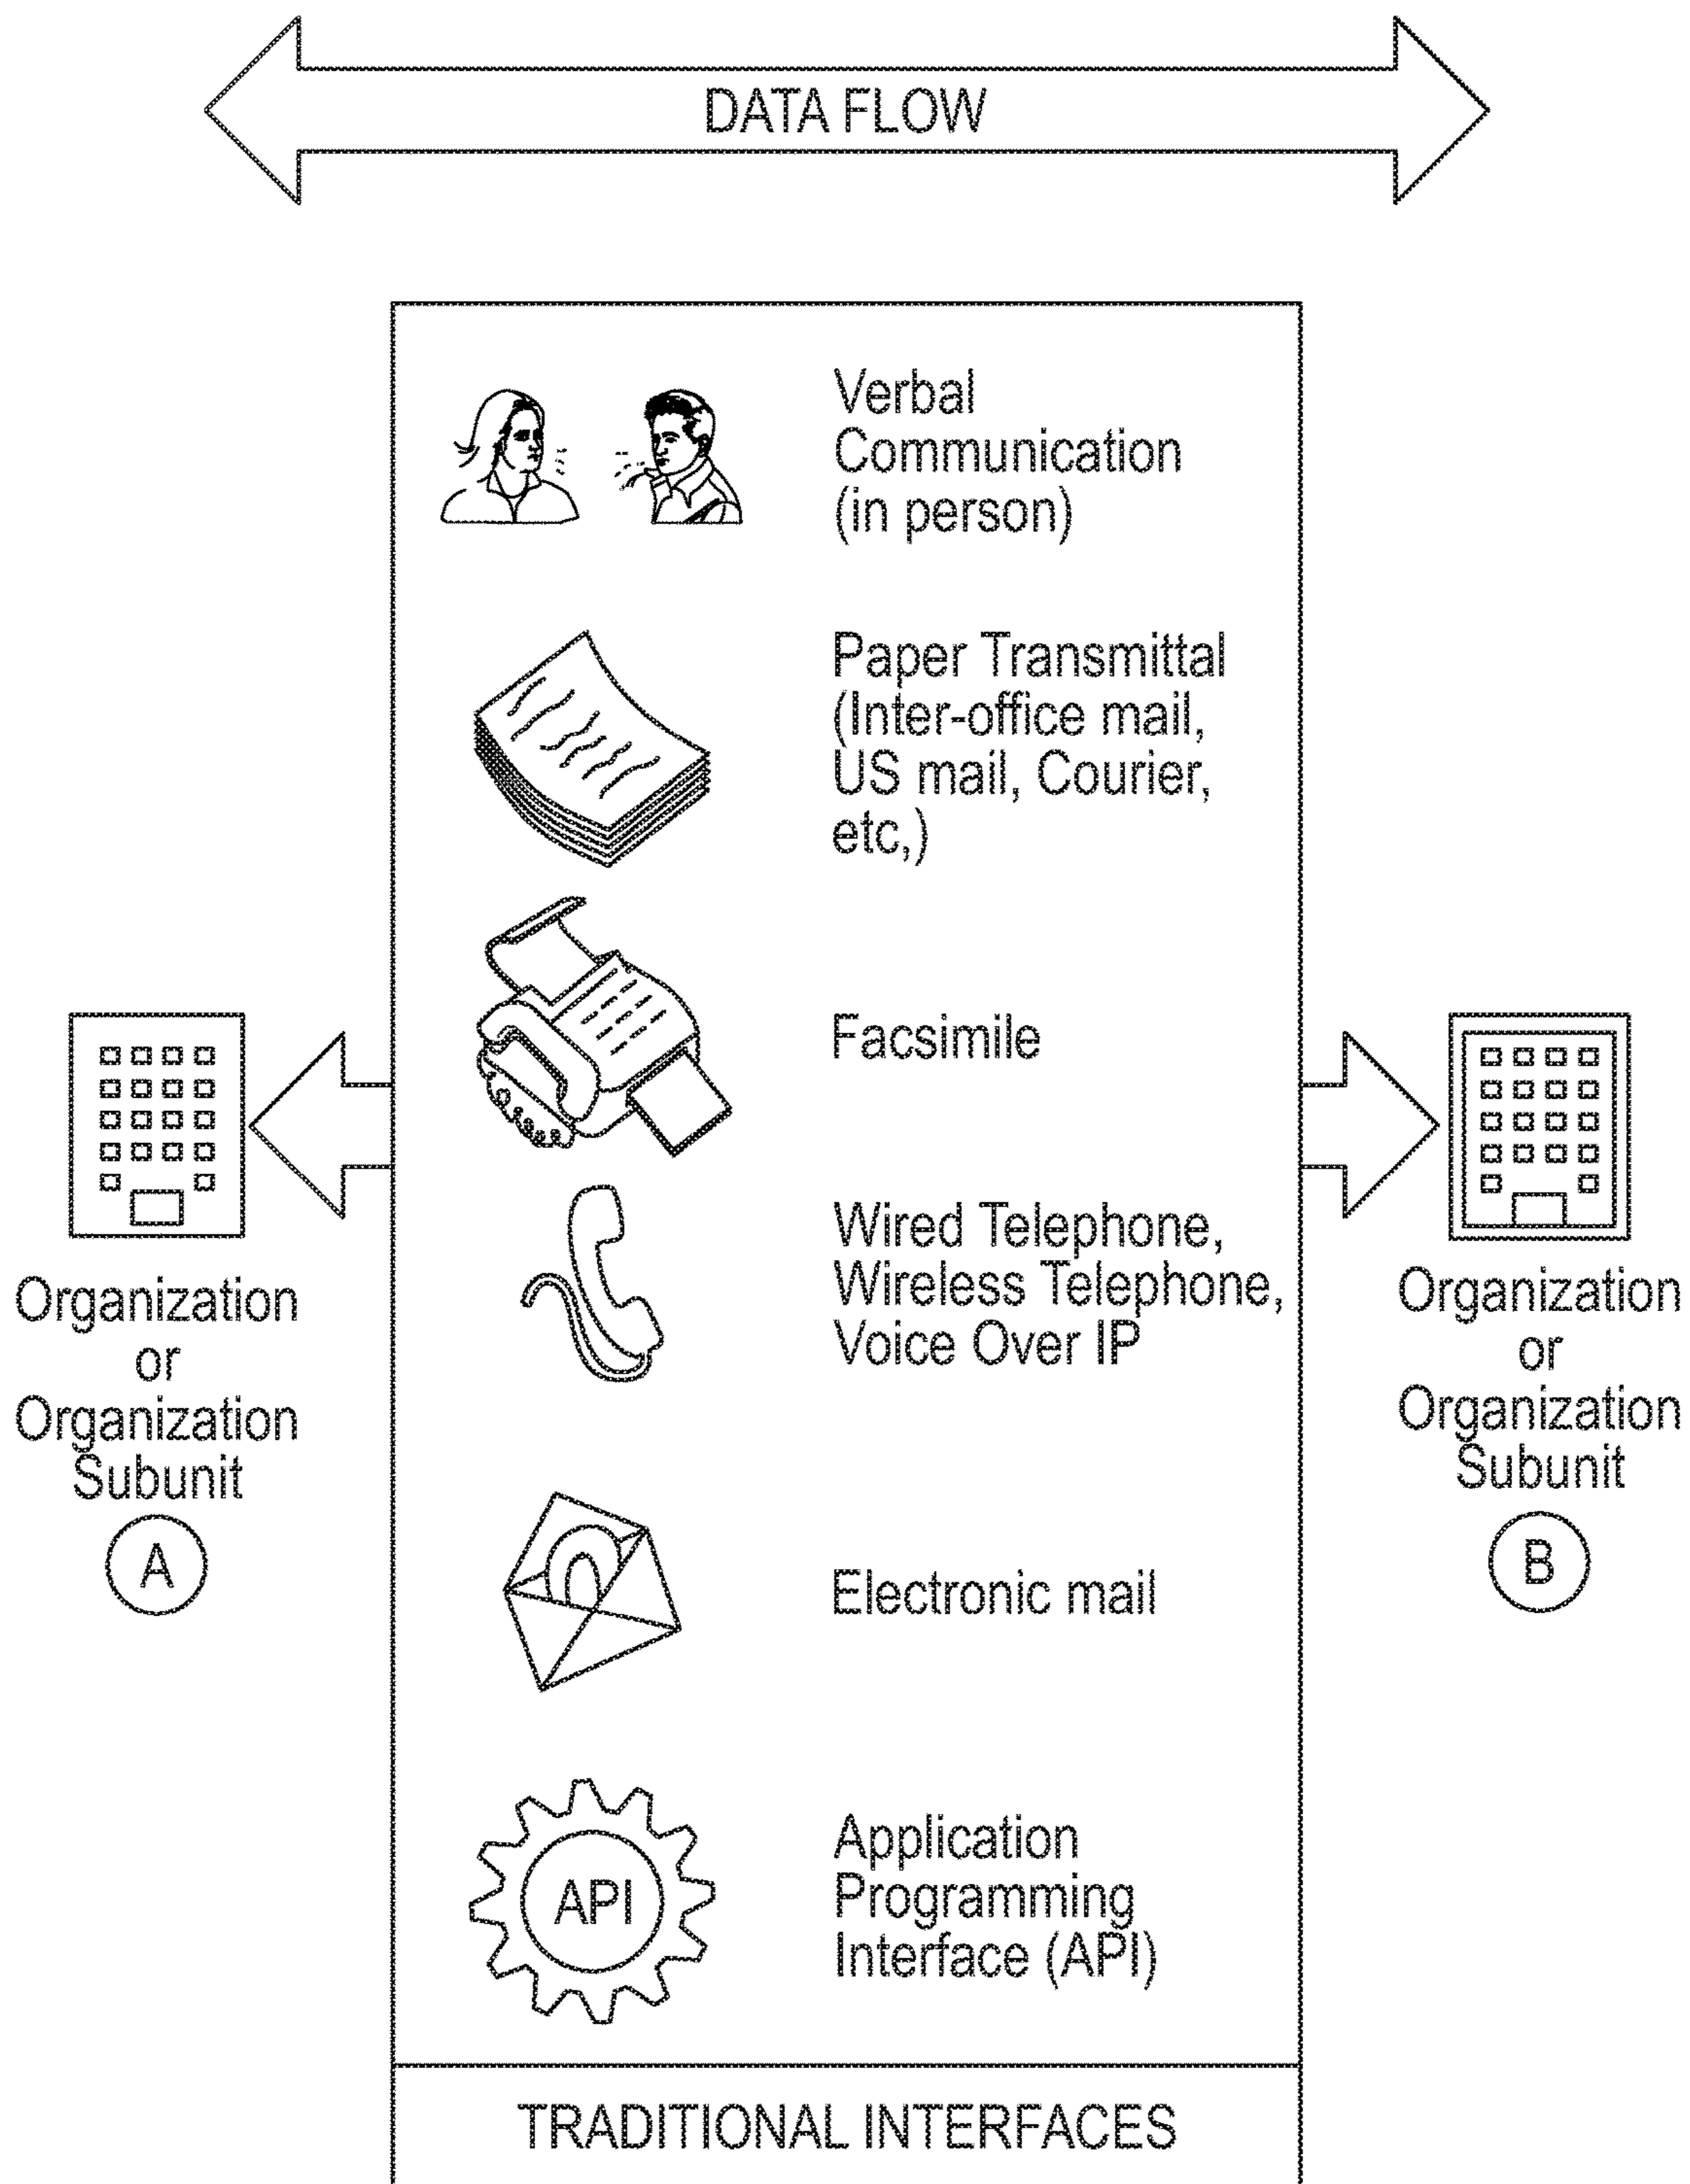 DATA FLOW
Verbal
Communication
(in person)
Paper Transmittal
(Inter-office mail,
US mail, Courier,
etc,)
Facsimile
Wired Telephone,
Wireless Telephone,
Voice Over IP
Electronic mail
API
Application
Programming
Interface (API)
TRADITIONAL INTERFACES
Organization
or
Organization
Subunit
A
Organization
or
Organization
Subunit
B